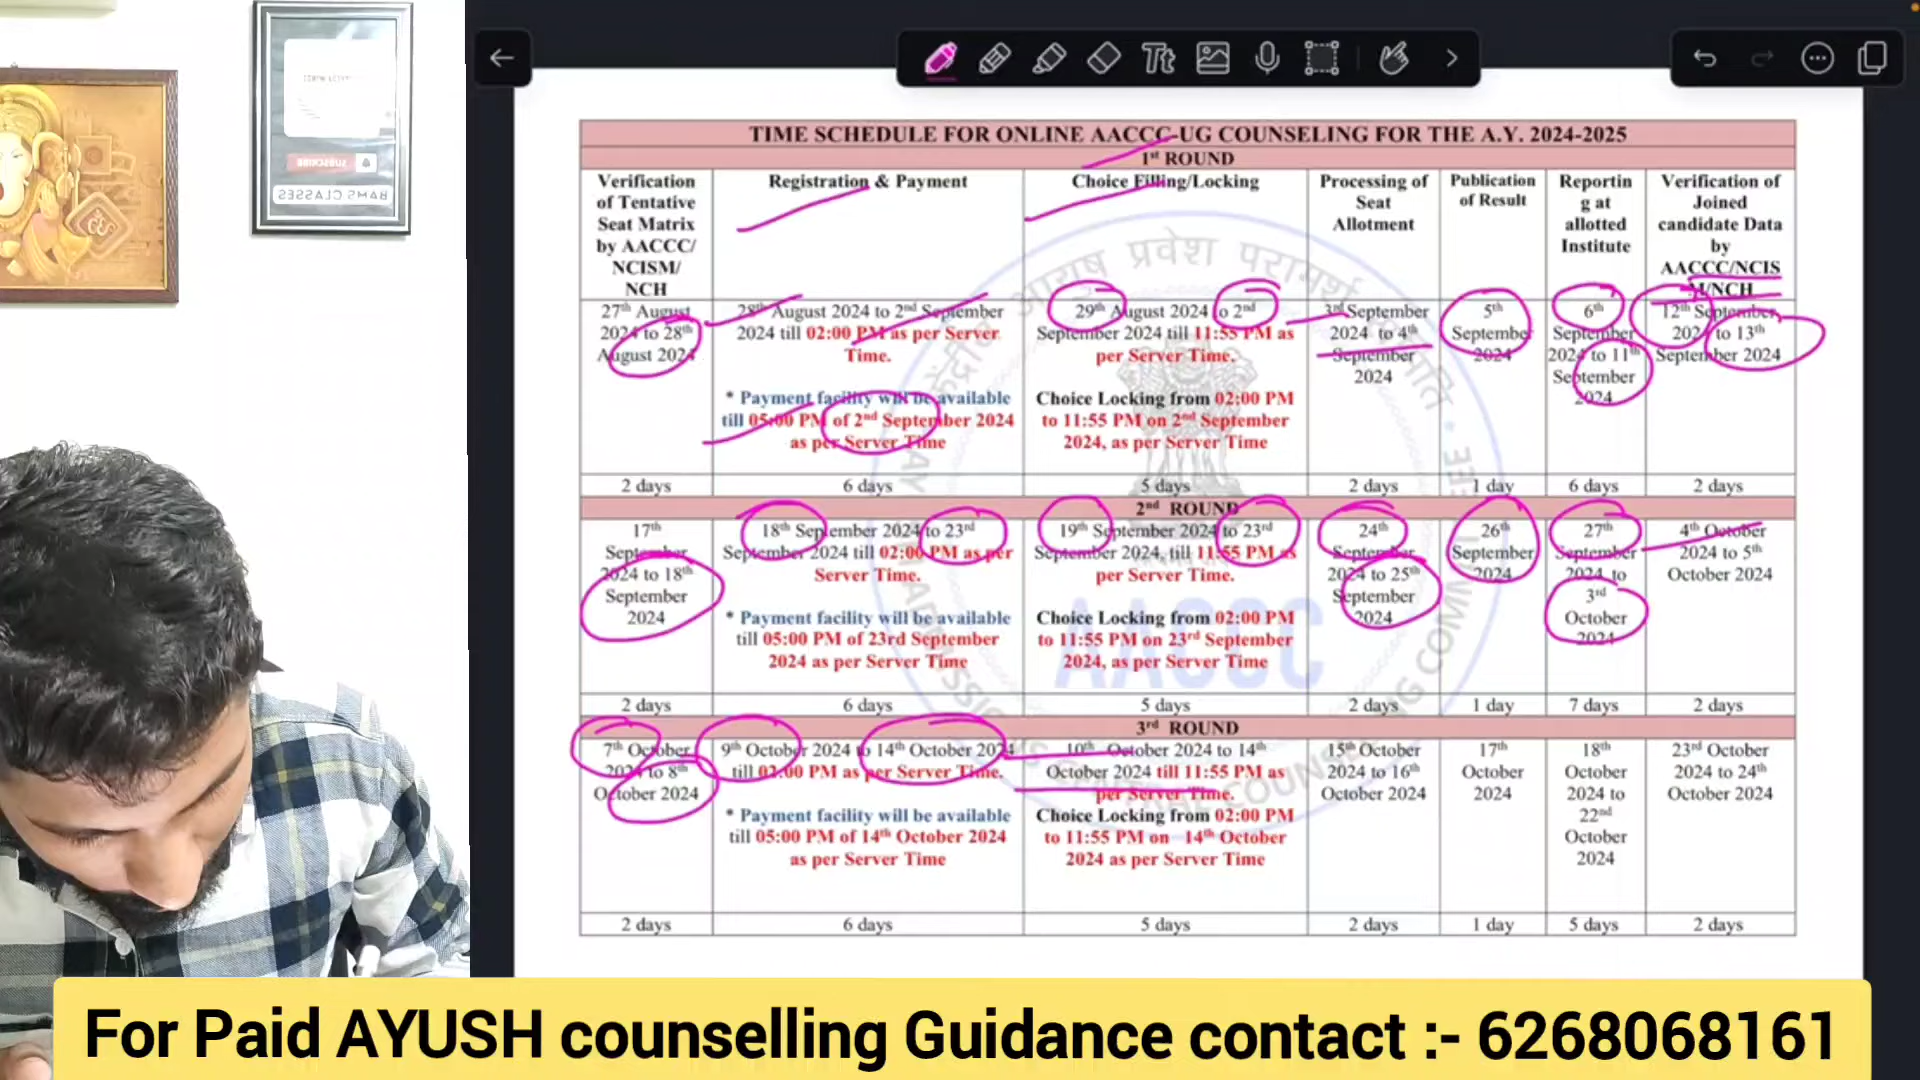 TIME SCHEDULE FOR ONLINE AACCC-UG COUNSELING FOR THE A.Y. 2024-2025
1st ROUND
Verification of Tentative Seat Matrix by AACCC/ NCISM/ NCH
Registration & Payment
Choice Filling/Locking
Processing of Seat Allotment
Publication of Result
Reportin g at allotted Institute
Verification of Joined candidate Data by AACCC/NCIS M/NCH
27th August 2024 to 28th August 2024
28th August 2024 to 2nd September 2024 till 02:00 PM as per Server Time.
* Payment facility will be available till 05:00 PM of 2nd September 2024 as per Server Time
29th August 2024 to 2nd September 2024 till 11:55 PM as per Server Time.
Choice Locking from 02:00 PM to 11:55 PM on 2nd September 2024, as per Server Time
3rd September 2024 to 4th September 2024
5th September 2024
6th September 2024 to 11th September 2024
12th September 2024 to 13th September 2024
2 days
6 days
5 days
2 days
1 day
6 days
2 days
2nd ROUND
17th September 2024 to 18th September 2024
18th September 2024 to 23rd September 2024 till 02:00 PM as per Server Time.
* Payment facility will be available till 05:00 PM of 23rd September 2024 as per Server Time
19th September 2024 to 23rd September 2024, till 11:55 PM as per Server Time.
Choice Locking from 02:00 PM to 11:55 PM on 23rd September 2024, as per Server Time
24th September 2024 to 25th September 2024
26th September 2024
27th September 2024 to 3rd October 2024
4th October 2024 to 5th October 2024
2 days
6 days
5 days
2 days
1 day
7 days
2 days
3rd ROUND
7th October 2024 to 8th October 2024
9th October 2024 to 14th October 2024 till 02:00 PM as per Server Time.
* Payment facility will be available till 05:00 PM of 14th October 2024 as per Server Time
10th October 2024 to 14th October 2024 till 11:55 PM as per Server Time.
Choice Locking from 02:00 PM to 11:55 PM on 14th October 2024 as per Server Time
15th October 2024 to 16th October 2024
17th October 2024
18th October 2024 to 22nd October 2024
23rd October 2024 to 24th October 2024
2 days
6 days
5 days
2 days
1 day
5 days
2 days
AACCC
SUBSCRIBE
BAMS CLASSES
Tt
For Paid AYUSH counselling Guidance contact :- 6268068161